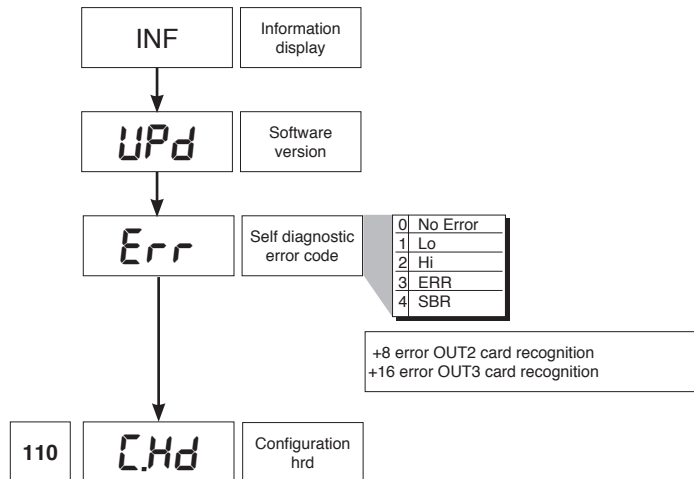 INF
Information
display
UPd
Software
version
Err
Self diagnostic
error code
0 No Error
1 Lo
2 Hi
3 ERR
4 SBR
+8 error OUT2 card recognition
+16 error OUT3 card recognition
110
C.Hd
Configuration
hrd